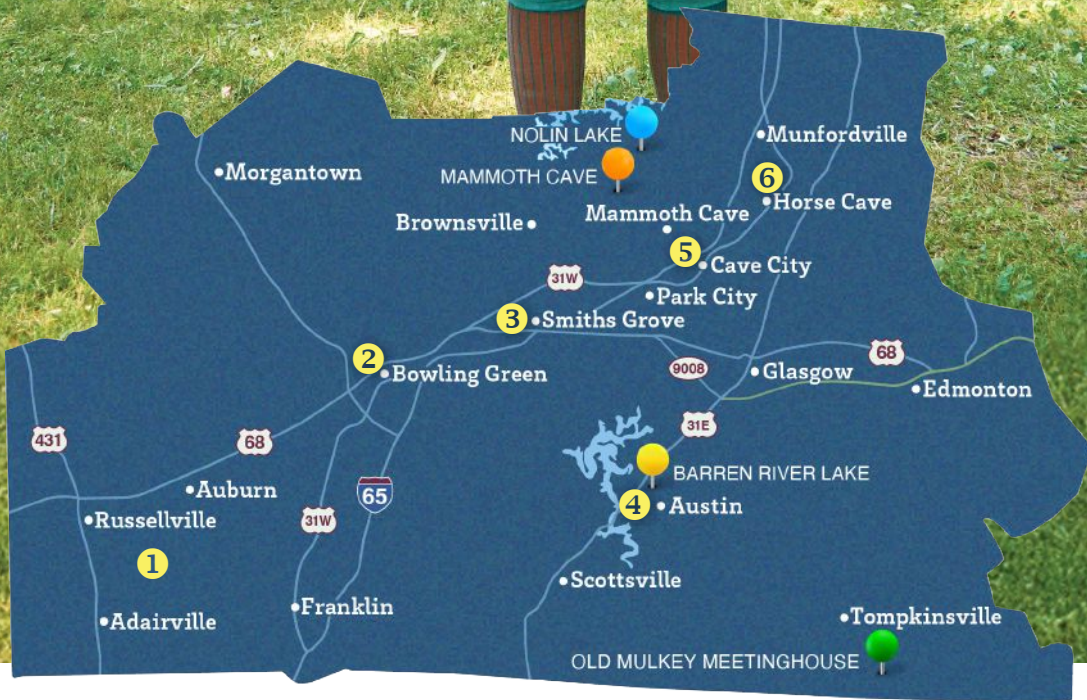 NOLIN LAKE
Munfordville
MAMMOTH CAVE
Morgantown
6
Horse Cave
Mammoth Cave
Brownsville
5
Cave City
31W
Park City
3
Smiths Grove
2
Bowling Green
9008
Glasgow
68
Edmonton
431
68
31E
BARREN RIVER LAKE
65
Auburn
4
Austin
Russellville
31W
1
Scottsville
Adairville
Franklin
Tompkinsville
OLD MULKEY MEETINGHOUSE